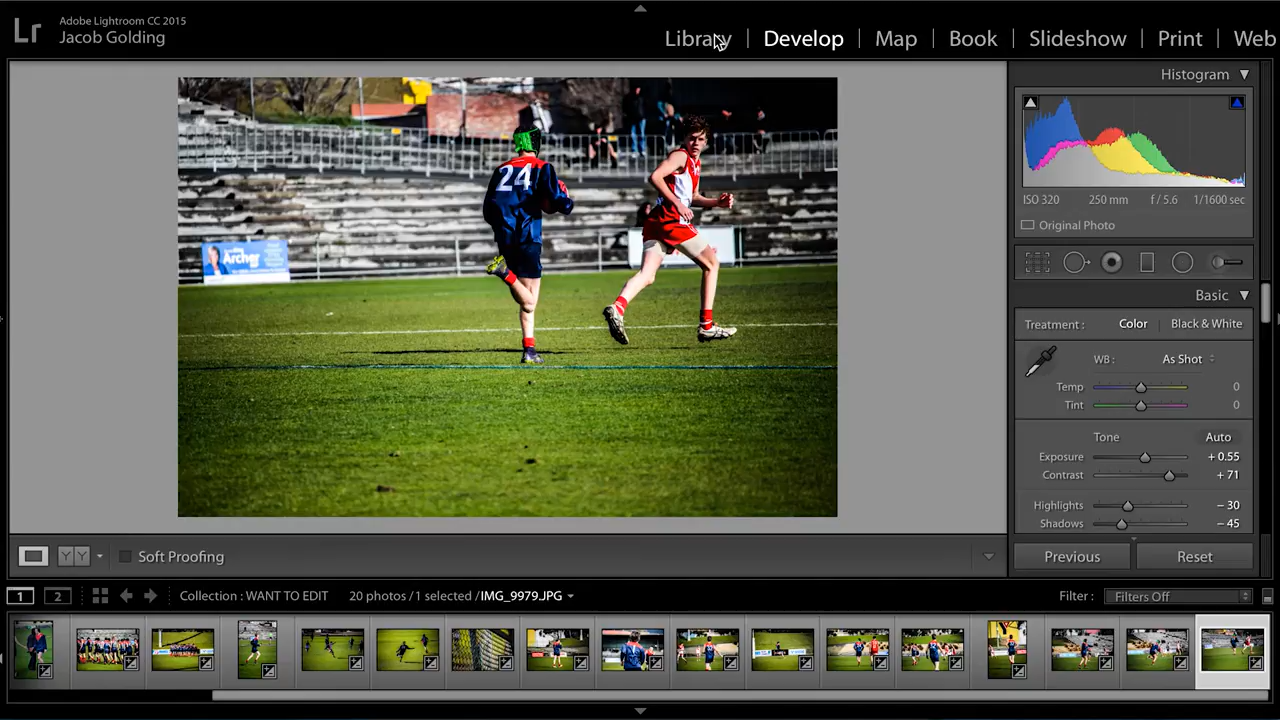 Lr
Adobe Lightroom CC 2015
Jacob Golding
Library | Develop | Map | Book | Slideshow | Print | Web
Histogram
ISO 320 250 mm f / 5.6 1/1600 sec
Original Photo
24
Archer
Basic
Treatment : Color | Black & White
WB : As Shot
Temp 0
Tint 0
Tone Auto
Exposure + 0.55
Contrast + 71
Highlights − 30
Shadows − 45
Y Y Soft Proofing
Previous Reset
1 2 Collection : WANT TO EDIT 20 photos / 1 selected / IMG_9979.JPG Filter : Filters Off